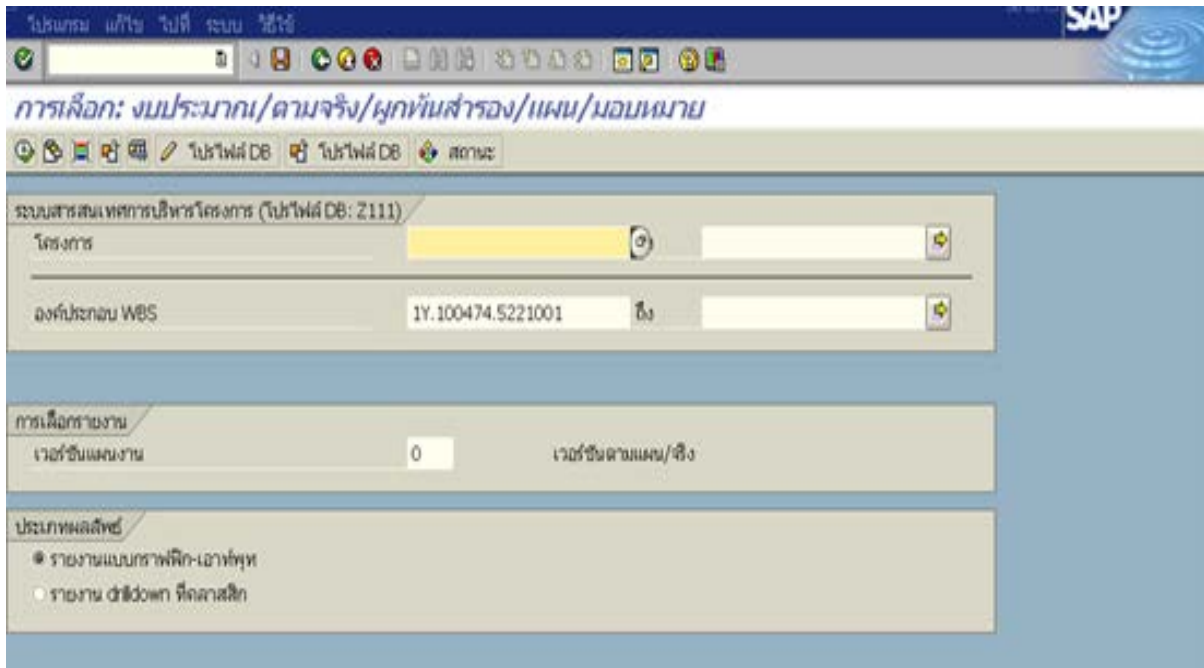 โปรแกรม แก้ไข ไปที่ ระบบ วิธีใช้
SAP
การเลือก: งบประมาณ/ตามจริง/ผูกพันสำรอง/แผน/มอบหมาย
โปรไฟล์ DB โปรไฟล์ DB สถานะ
ระบบสารสนเทศการบริหารโครงการ (โปรไฟล์ DB: Z111)
โครงการ
องค์ประกอบ WBS 1Y.100474.5221001 ถึง
การเลือกรายงาน
เวอร์ชันแผนงาน 0 เวอร์ชันตามแผน/จริง
ประเภทผลลัพธ์
รายงานแบบกราฟฟิก-เอาท์พุท
รายงาน drilldown ที่คลาสสิก